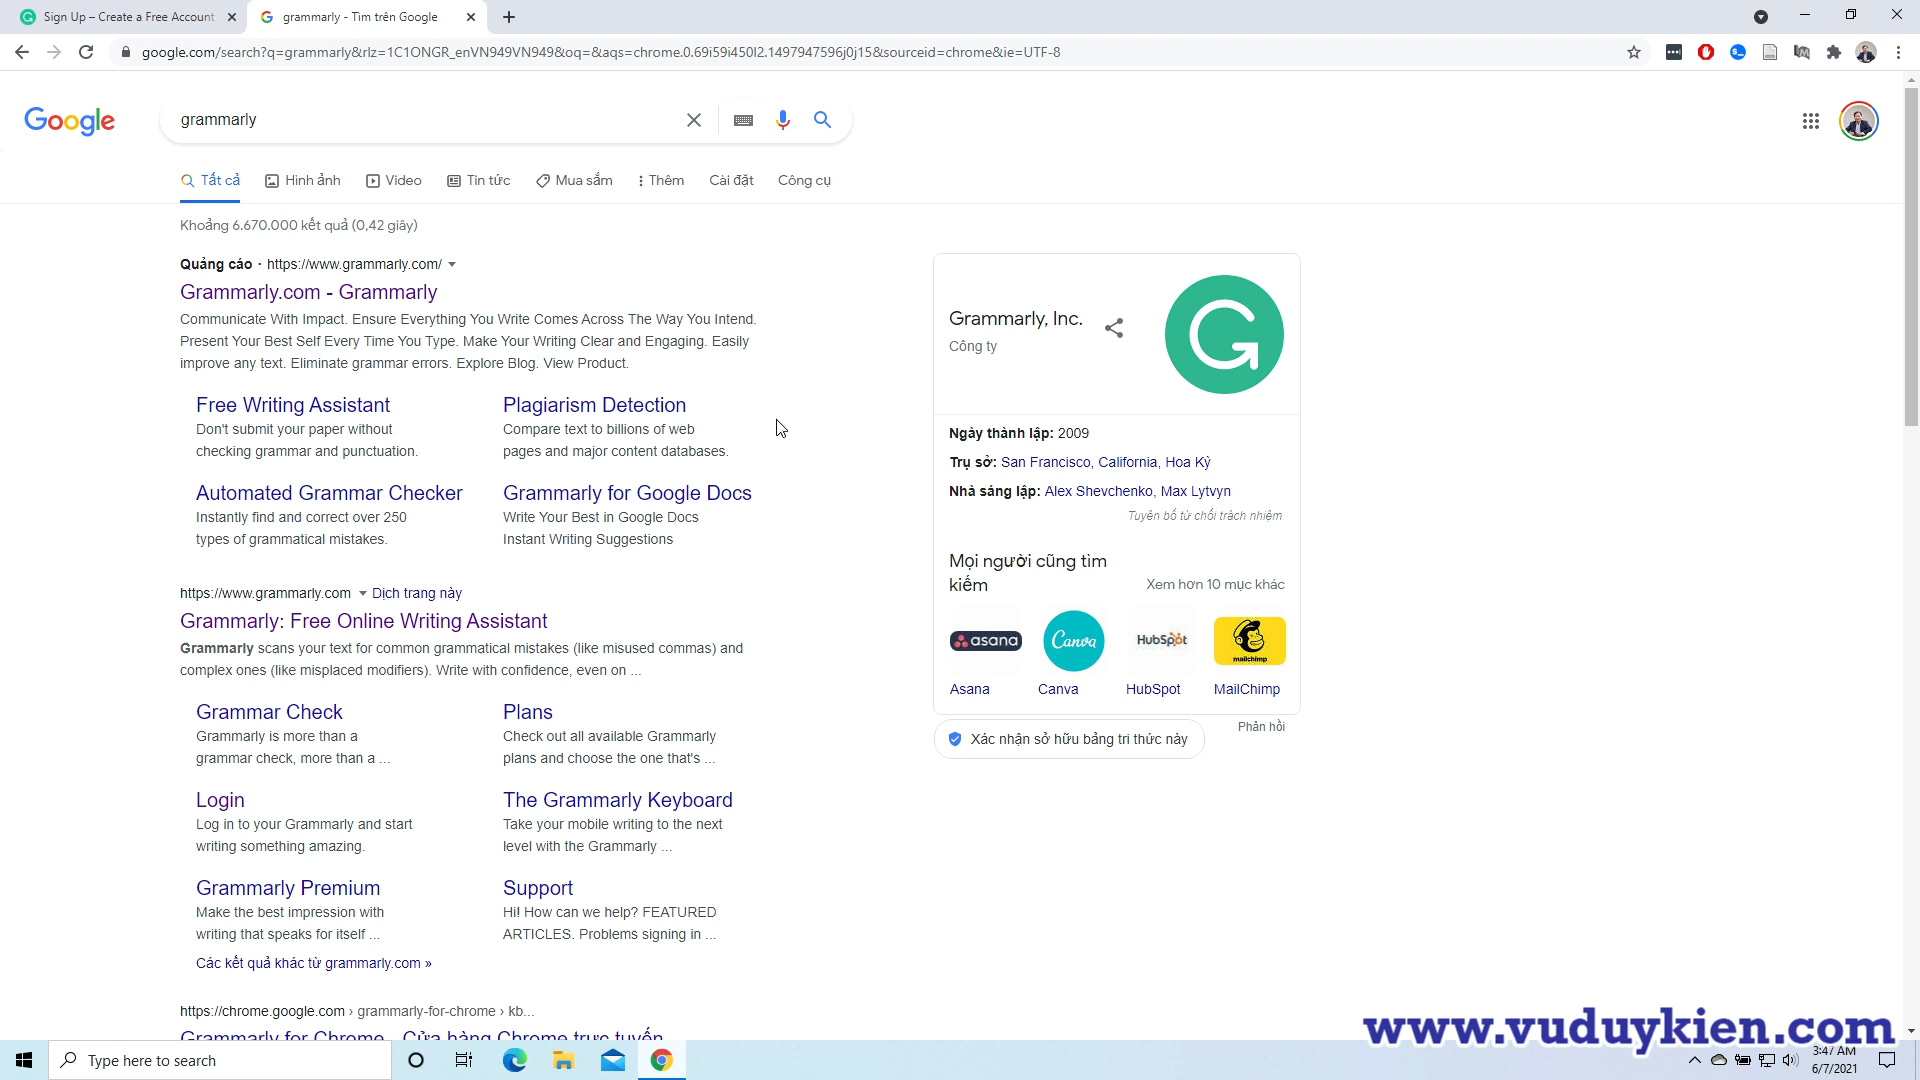 Sign Up – Create a Free Account
grammarly - Tìm trên Google
google.com/search?q=grammarly&rlz=1C1ONGR_enVN949VN949&oq=&aqs=chrome.0.69i59i450l2.1497947596j0j15&sourceid=chrome&ie=UTF-8
Google
grammarly
Tất cả
Hình ảnh
Video
Tin tức
Mua sắm
Thêm
Cài đặt
Công cụ
Khoảng 6.670.000 kết quả (0,42 giây)
Quảng cáo · https://www.grammarly.com/
Grammarly.com - Grammarly
Communicate With Impact. Ensure Everything You Write Comes Across The Way You Intend.
Present Your Best Self Every Time You Type. Make Your Writing Clear and Engaging. Easily
improve any text. Eliminate grammar errors. Explore Blog. View Product.
Free Writing Assistant
Don't submit your paper without
checking grammar and punctuation.
Plagiarism Detection
Compare text to billions of web
pages and major content databases.
Automated Grammar Checker
Instantly find and correct over 250
types of grammatical mistakes.
Grammarly for Google Docs
Write Your Best in Google Docs
Instant Writing Suggestions
https://www.grammarly.com Dịch trang này
Grammarly: Free Online Writing Assistant
Grammarly scans your text for common grammatical mistakes (like misused commas) and
complex ones (like misplaced modifiers). Write with confidence, even on ...
Grammar Check
Grammarly is more than a
grammar check, more than a ...
Plans
Check out all available Grammarly
plans and choose the one that's ...
Login
Log in to your Grammarly and start
writing something amazing.
The Grammarly Keyboard
Take your mobile writing to the next
level with the Grammarly ...
Grammarly Premium
Make the best impression with
writing that speaks for itself ...
Support
Hi! How can we help? FEATURED
ARTICLES. Problems signing in ...
Các kết quả khác từ grammarly.com »
https://chrome.google.com › grammarly-for-chrome › kb...
Grammarly for Chrome - Cửa hàng Chrome trực tuyến
Grammarly, Inc.
Công ty
Ngày thành lập: 2009
Trụ sở: San Francisco, California, Hoa Kỳ
Nhà sáng lập: Alex Shevchenko, Max Lytvyn
Tuyên bố từ chối trách nhiệm
Mọi người cũng tìm
kiếm
Xem hơn 10 mục khác
asana
Canva
HubSpot
mailchimp
Asana
Canva
HubSpot
MailChimp
Phản hồi
Xác nhận sở hữu bảng tri thức này
www.vuduykien.com
Type here to search
3:47 AM
6/7/2021